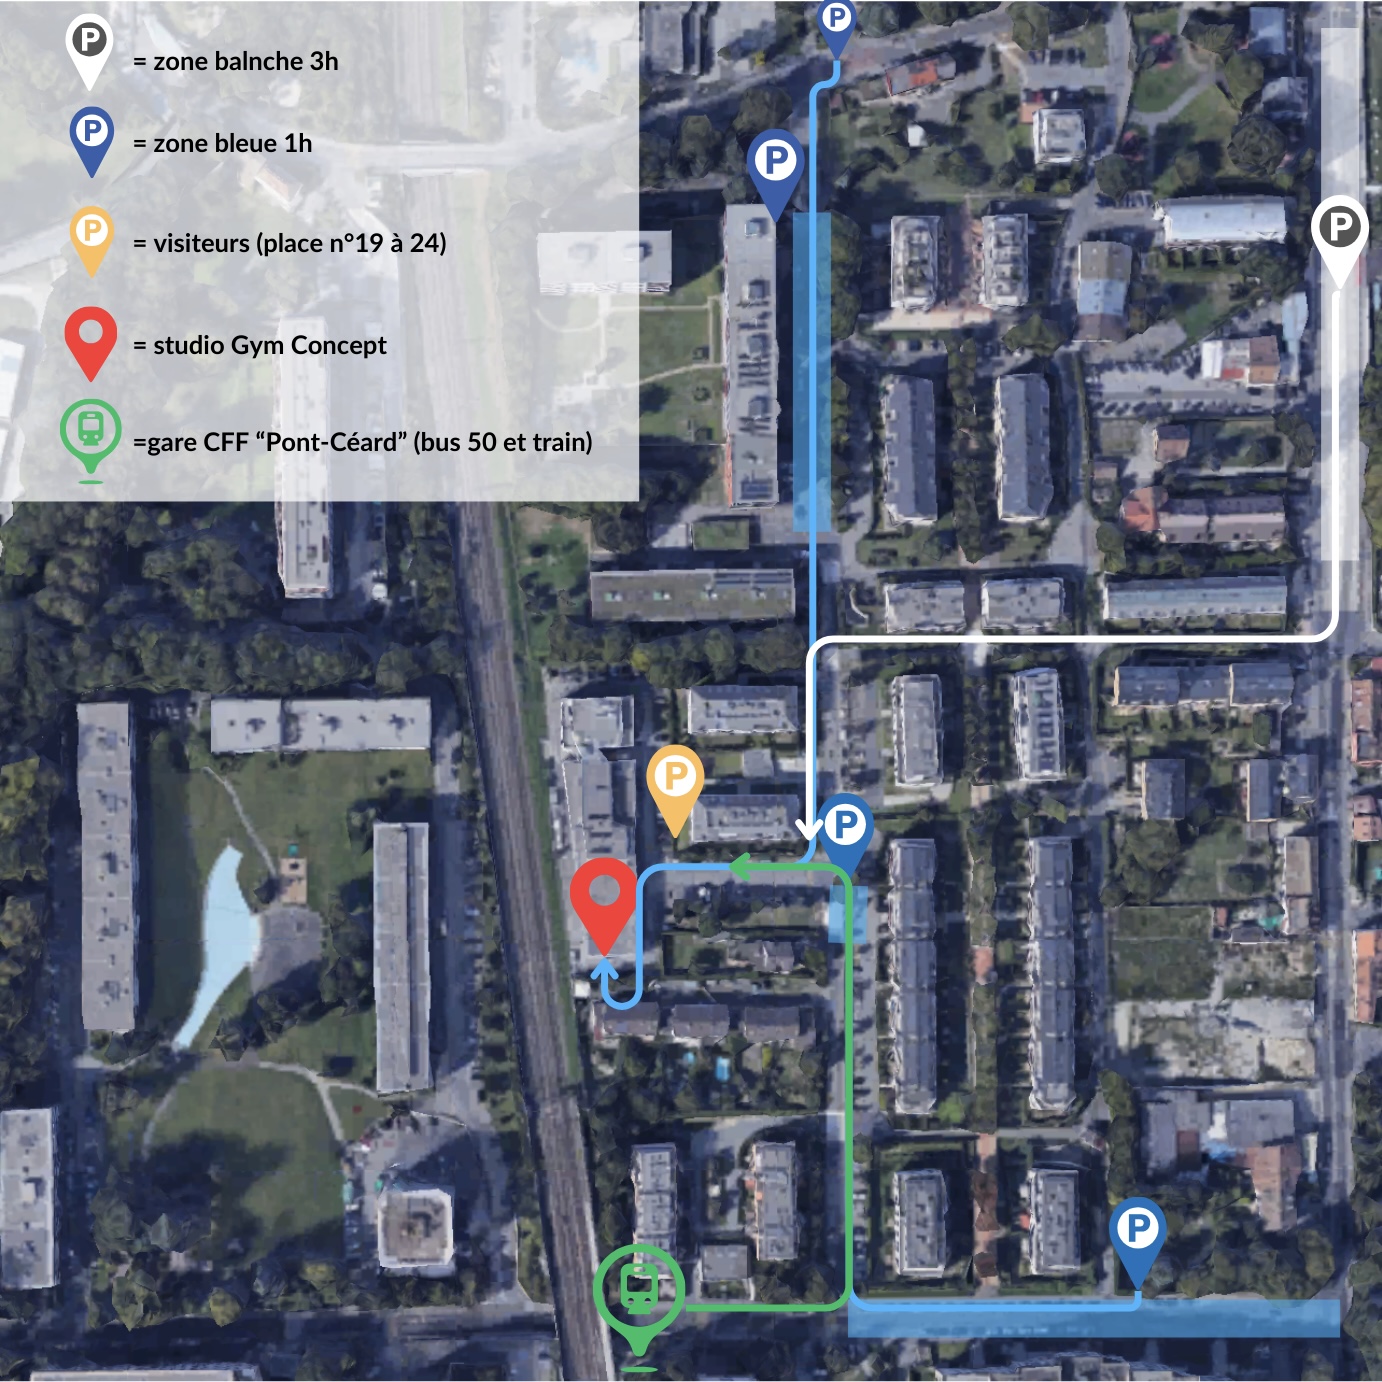 P
P
= zone balnche 3h
P
= zone bleue 1h
P
P
= visiteurs (place n°19 à 24)
P
= studio Gym Concept
=gare CFF “Pont-Céard” (bus 50 et train)
P
P
P